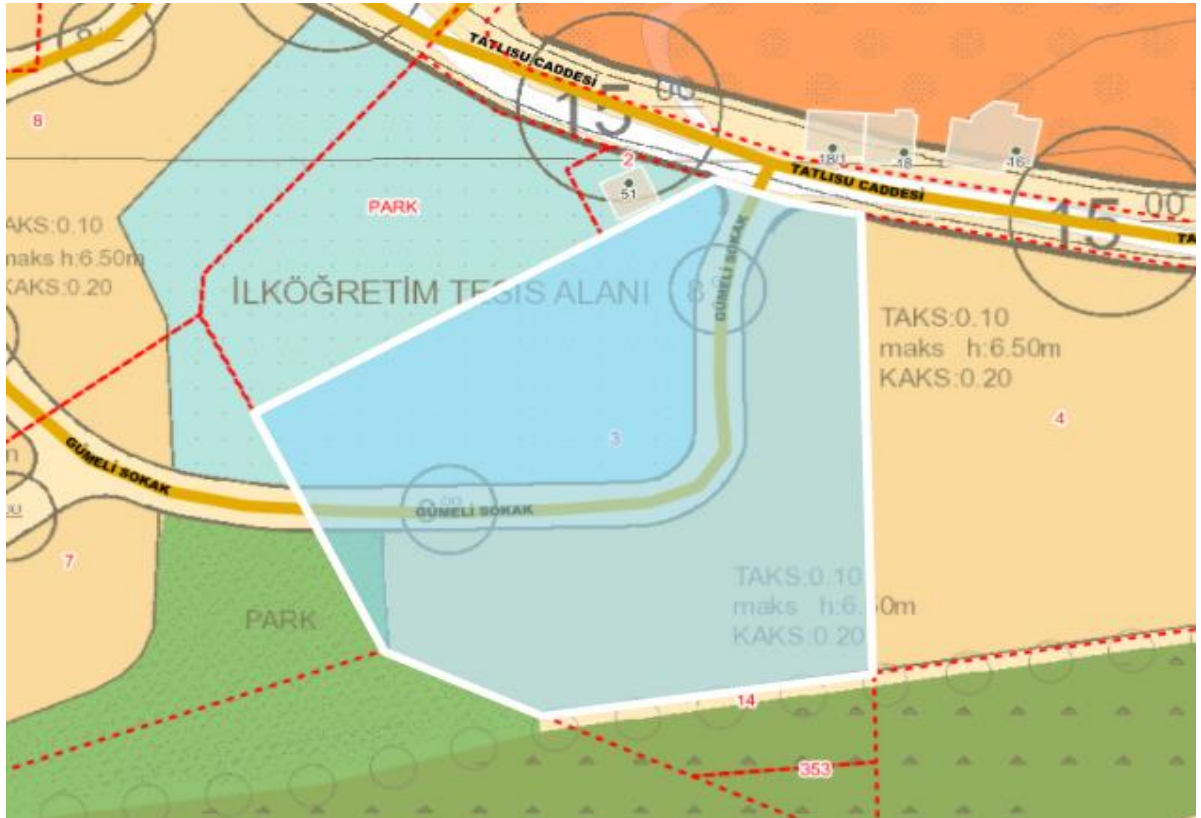 TATLISU CADDESİ
15 00
8
2
18/1
18
16
TATLISU CADDESİ
15 00
51
PARK
AKS:0.10
maks h:6.50m
KAKS:0.20
İLKÖĞRETİM TESİS ALANI
8
GÜMELİ SOKAK
TAKS:0.10
maks h:6.50m
KAKS:0.20
4
3
GÜMELİ SOKAK
8 00
GÜMELİ SOKAK
7
TAKS:0.10
maks h:6.50m
KAKS:0.20
PARK
14
353